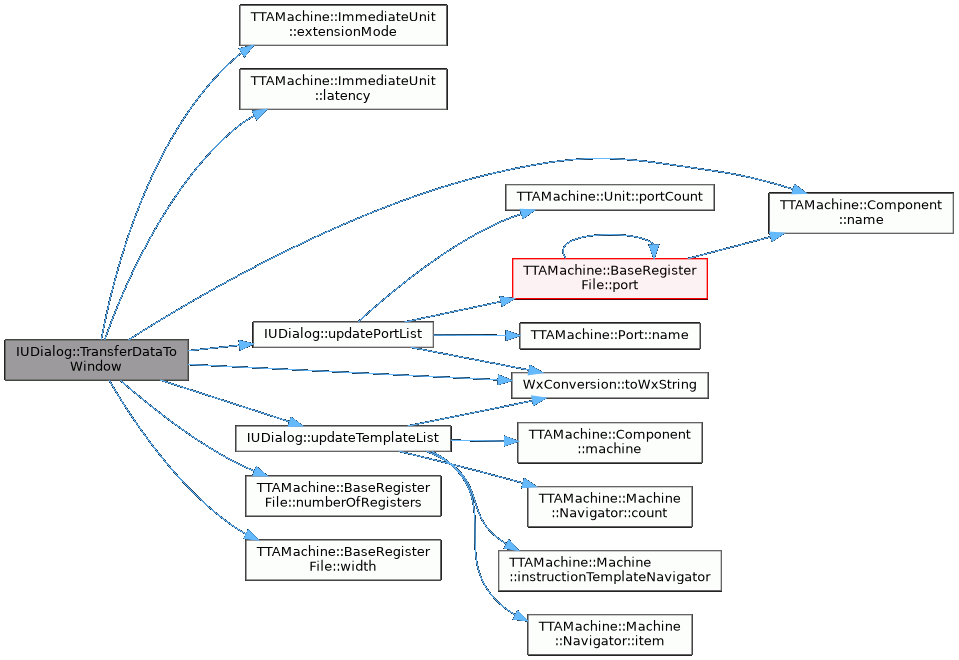 TTAMachine::ImmediateUnit
::extensionMode
TTAMachine::ImmediateUnit
::latency
TTAMachine::Unit::portCount
TTAMachine::Component
::name
TTAMachine::BaseRegister
File::port
IUDialog::updatePortList
TTAMachine::Port::name
IUDialog::TransferDataTo
Window
WxConversion::toWxString
IUDialog::updateTemplateList
TTAMachine::Component
::machine
TTAMachine::BaseRegister
File::numberOfRegisters
TTAMachine::Machine
::Navigator::count
TTAMachine::BaseRegister
File::width
TTAMachine::Machine
::instructionTemplateNavigator
TTAMachine::Machine
::Navigator::item